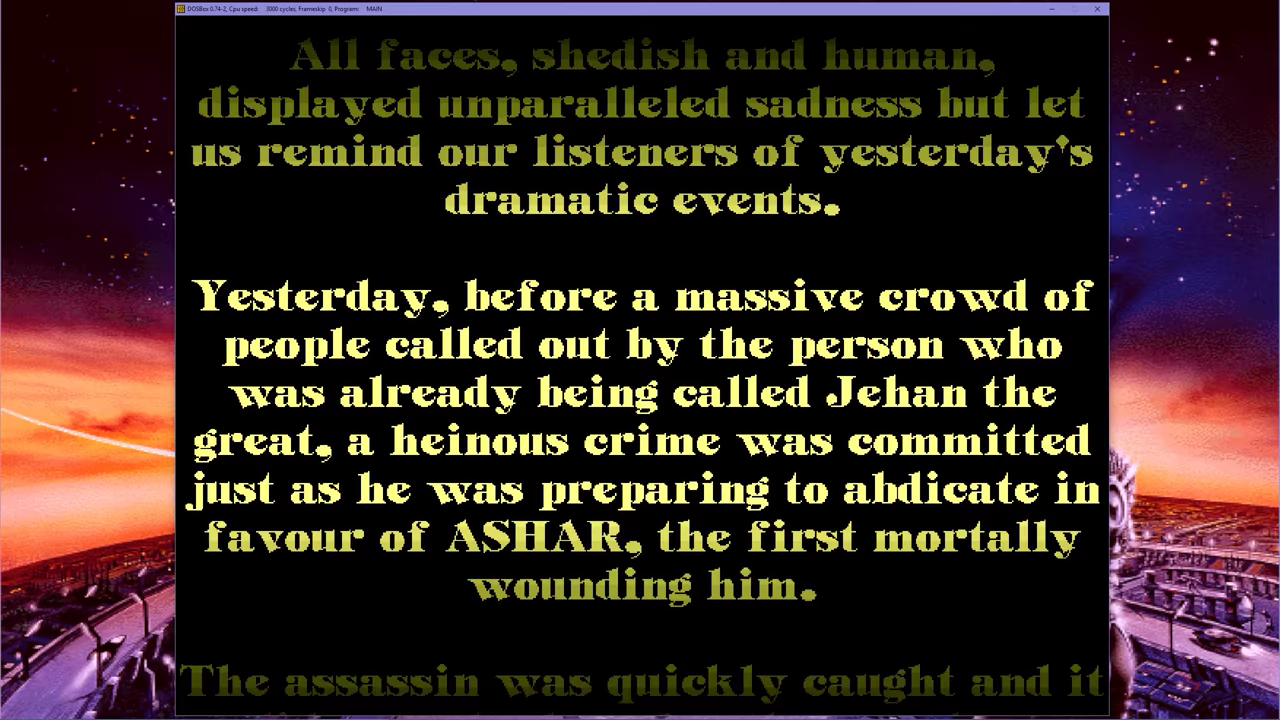 DOSBox 0.74-2, Cpu speed: 3000 cycles, Frameskip 0, Program: MAIN
All faces, shedish and human,
displayed unparalleled sadness but let
us remind our listeners of yesterday's
dramatic events.
Yesterday, before a massive crowd of
people called out by the person who
was already being called Jehan the
great, a heinous crime was committed
just as he was preparing to abdicate in
favour of ASHAR, the first mortally
wounding him.
The assassin was quickly caught and it